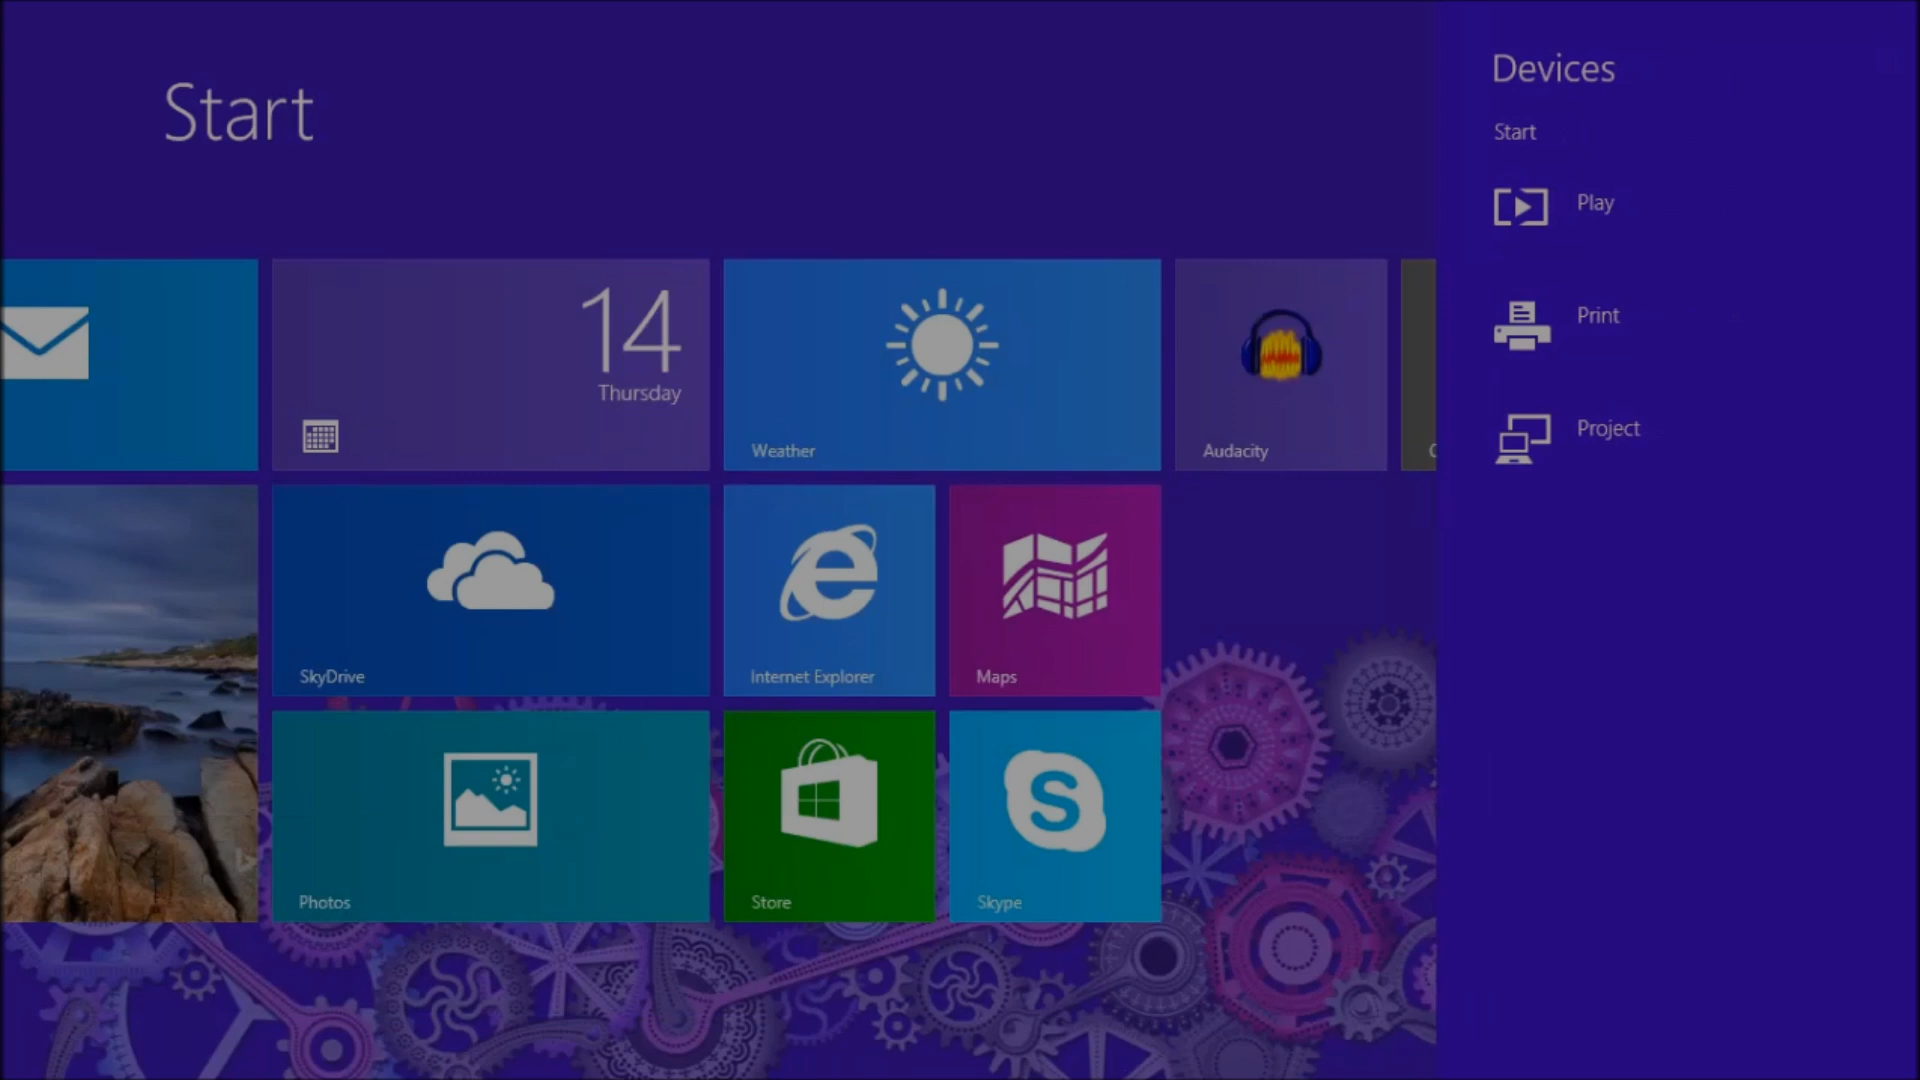 Start
14
Thursday
Weather
Audacity
SkyDrive
Internet Explorer
Maps
Photos
Store
Skype
Devices
Start
Play
Print
Project